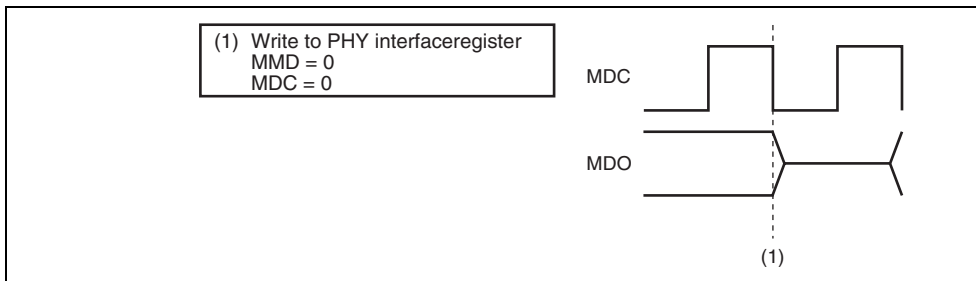 (1) Write to PHY interfaceregister
MMD = 0
MDC = 0
MDC
MDO
(1)